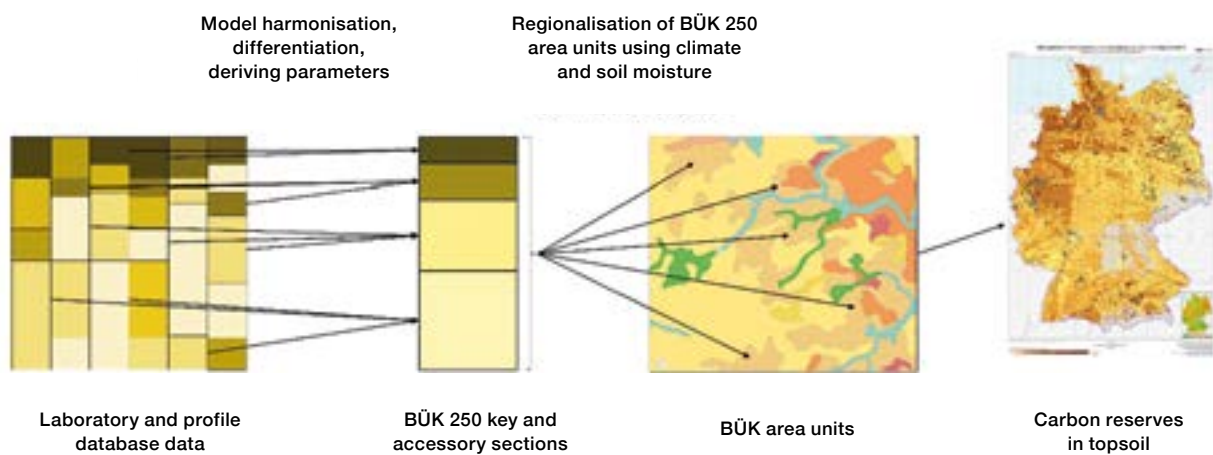 Model harmonisation,
differentiation,
deriving parameters
Regionalisation of BÜK 250
area units using climate
and soil moisture
Laboratory and profile
database data
BÜK 250 key and
accessory sections
BÜK area units
Carbon reserves
in topsoil